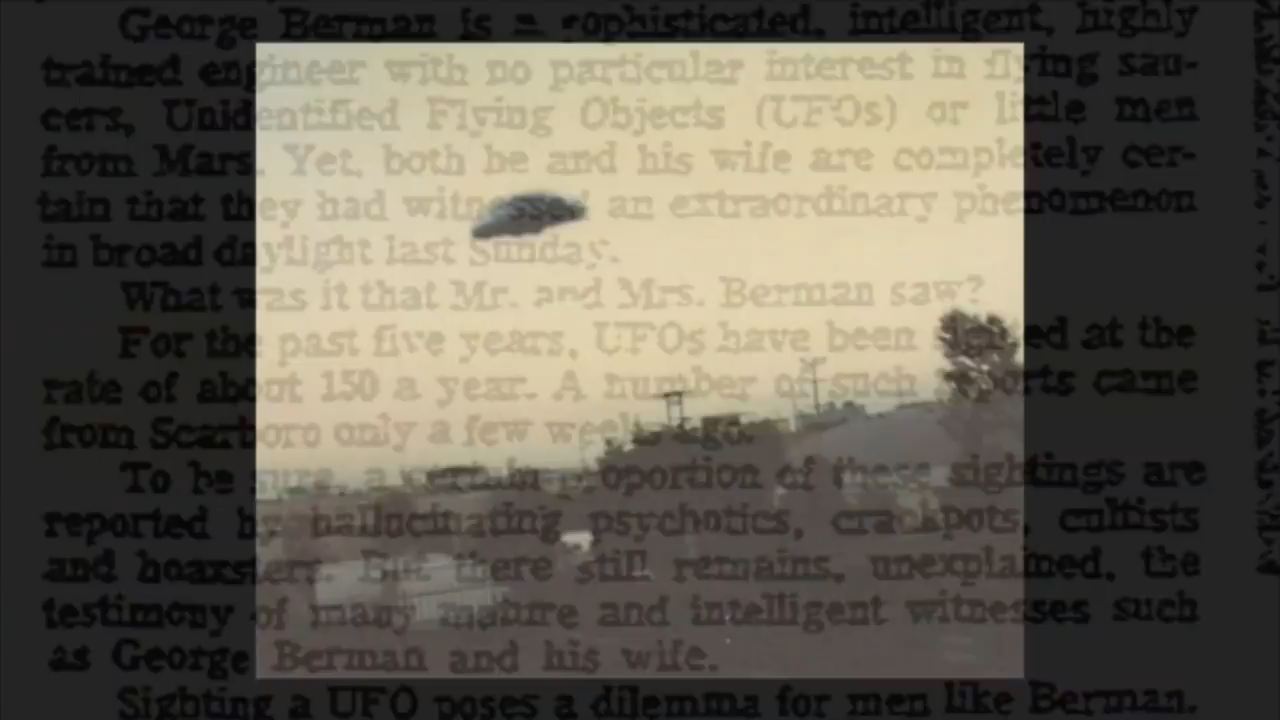 George Berman is a sophisticated, intelligent, highly
trained engineer with no particular interest in flying sau-
cers, Unidentified Flying Objects (UFOs) or little men
from Mars. Yet, both he and his wife are completely cer-
tain that they had witnessed an extraordinary phenomenon
in broad daylight last Sunday.
What was it that Mr. and Mrs. Berman saw?
For the past five years, UFOs have been sighted at the
rate of about 150 a year. A number of such reports came
from Scarboro only a few weeks ago.
To be sure, a certain proportion of these sightings are
reported by hallucinating psychotics, crackpots, cultists
and hoaxsters. But there still remains, unexplained, the
testimony of many mature and intelligent witnesses such
as George Berman and his wife.
Sighting a UFO poses a dilemma for men like Berman.